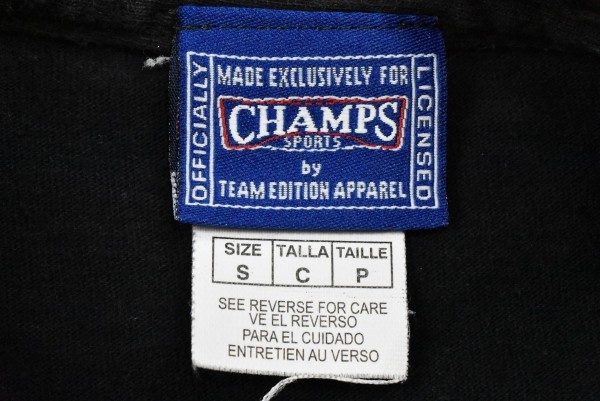 OFFICIALLY
MADE EXCLUSIVELY FOR
CHAMPS
SPORTS
by
TEAM EDITION APPAREL
LICENSED
SIZE TALLA TAILLE
S C P
SEE REVERSE FOR CARE
VE EL REVERSO
PARA EL CUIDADO
ENTRETIEN AU VERSO